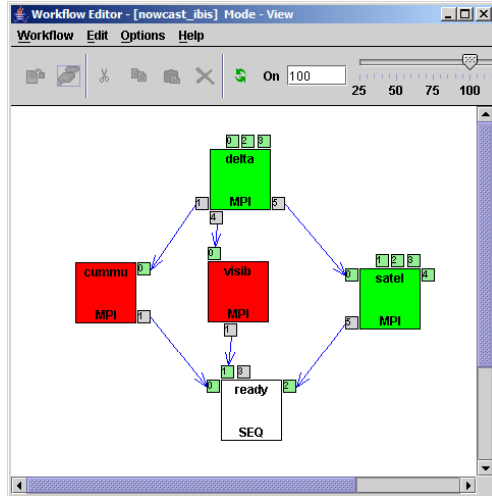 Workflow Editor - [nowcast_ibis] Mode - View
Workflow Edit Options Help
On 100
25 50 75 100
0 2 3
delta
MPI
1 5
4
0 cummu MPI 1
0 visib MPI 1
1 2 3
0 satel 4
MPI
5
1 3
0 ready 2
SEQ